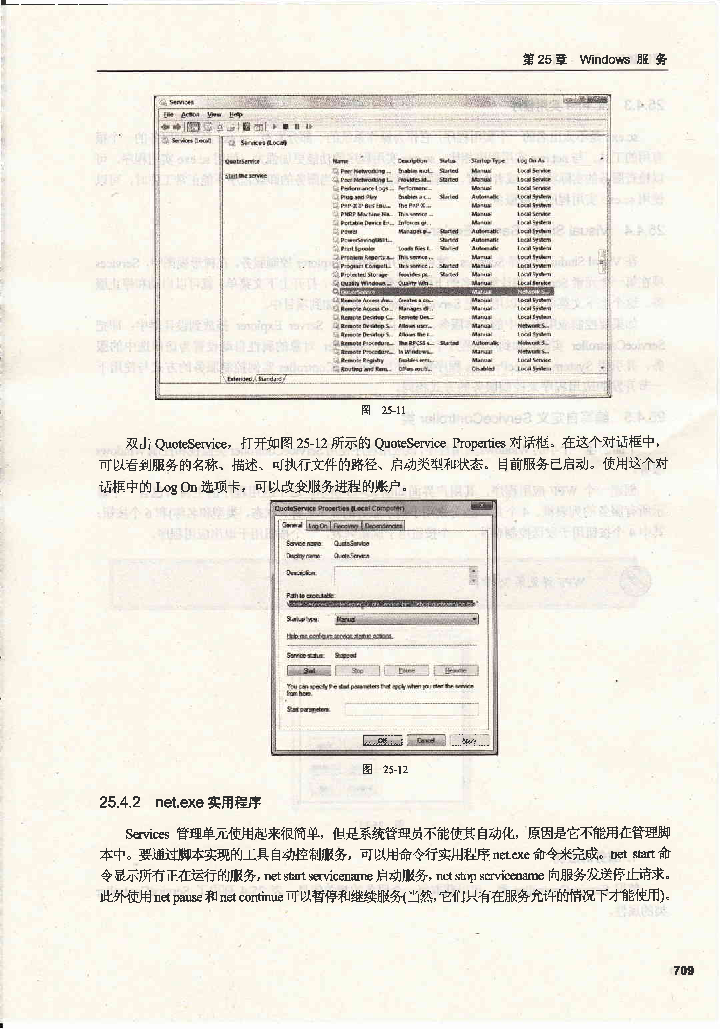 第 25 章 Windows 服 务
Services
File Action View Help
Services (Local)
Services (Local)
QuoteService
Start the service
Name Description Status Startup Type Log On As
Peer Networking ... Enables mul... Started Manual Local Service
Peer Networking I... Provides id... Started Manual Local Service
Performance Logs ... Performanc... Manual Local Service
Plug and Play Enables a c... Started Automatic Local System
PnP-X IP Bus Enu... The PnP-X ... Manual Local System
PNRP Machine Na... This service ... Manual Local Service
Portable Device En... Enforces gr... Manual Local System
Power Manages p... Started Automatic Local System
Started Automatic Local System
Print Spooler Loads files t... Started Automatic Local System
Problem Reports a... This service ... Manual Local System
Program Compati... This service ... Started Manual Local System
Protected Storage Provides pr... Started Manual Local System
Quality Windows ... Quality Win... Manual Local Service
QuoteService Manual Network S...
Remote Access Au... Creates a co... Manual Local System
Remote Access Co... Manages di... Manual Local System
Remote Desktop C... Remote Des... Manual Local System
Remote Desktop S... Allows user... Manual Network S...
Remote Desktop S... Allows the r... Manual Local System
Remote Procedure... The RPCSS s... Started Automatic Network S...
Remote Procedure... In Windows... Manual Network S...
Remote Registry Enables rem... Manual Local Service
Routing and Rem... Offers routi... Disabled Local System
Extended Standard
图 25-11
双击 QuoteService，打开如图 25-12 所示的 QuoteService Properties 对话框。在这个对话框中，
可以看到服务的名称、描述、可执行文件的路径、启动类型和状态。目前服务已启动。使用这个对
话框中的 Log On 选项卡，可以改变服务进程的账户。
QuoteService Properties (Local Computer)
General Log On Recovery Dependencies
Service name: QuoteService
Display name: QuoteService
Description:
Path to executable:
Startup type: Manual
Help me configure service startup options.
Service status: Stopped
Start Stop Pause Resume
You can specify the start parameters that apply when you start the service
from here.
Start parameters:
OK Cancel Apply
图 25-12
25.4.2 net.exe 实用程序
Services 管理单元使用起来很简单，但是系统管理员不能使其自动化，原因是它不能用在管理脚
本中。要通过脚本实现的工具自动控制服务，可以用命令行实用程序 net.exe 命令来完成。net start 命
令显示所有正在运行的服务，net start servicename 启动服务，net stop servicename 向服务发送停止请求。
此外使用 net pause 和 net continue 可以暂停和继续服务(当然，它们只有在服务允许的情况下才能使用)。
709